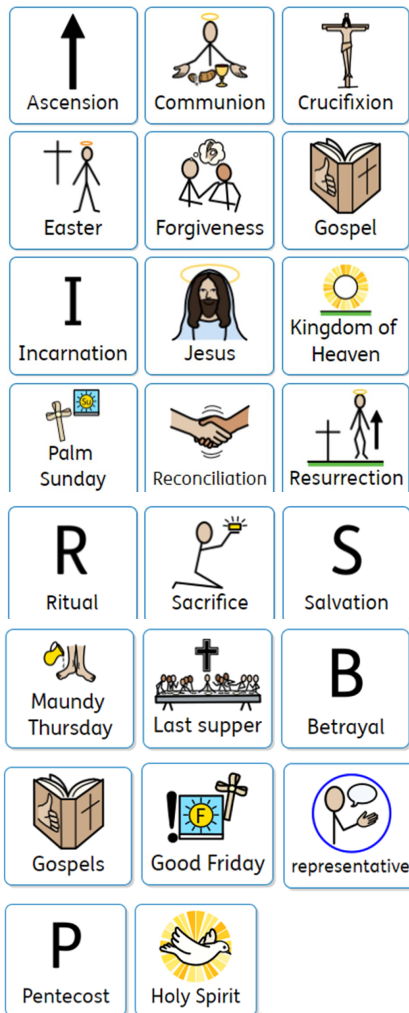 Ascension
Communion
Crucifixion
Easter
Forgiveness
Gospel
I
Incarnation
Jesus
Kingdom of
Heaven
Su
Palm
Sunday
Reconciliation
Resurrection
R
Ritual
Sacrifice
S
Salvation
Maundy
Thursday
Last supper
B
Betrayal
Gospels
F
Good Friday
representative
P
Pentecost
Holy Spirit